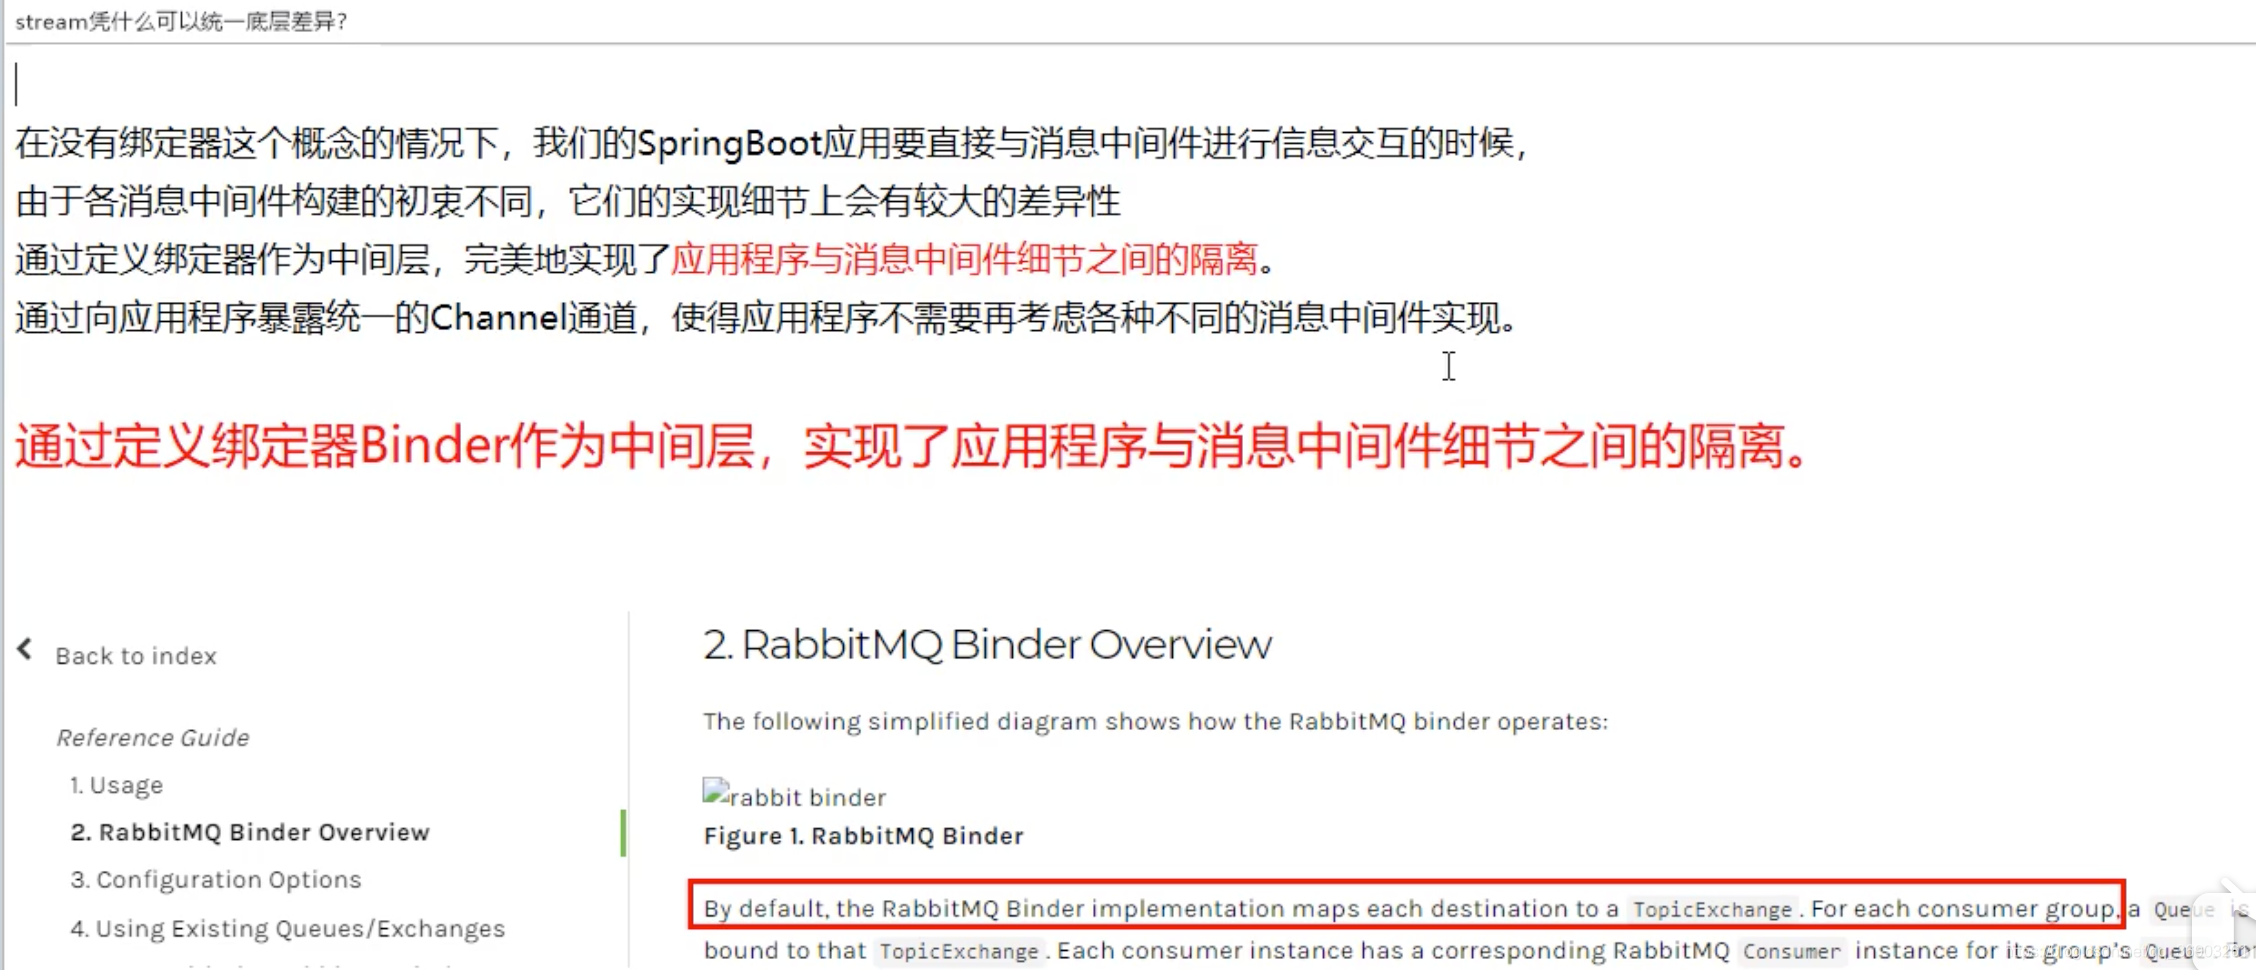 stream凭什么可以统一底层差异?
在没有绑定器这个概念的情况下，我们的SpringBoot应用要直接与消息中间件进行信息交互的时候，
由于各消息中间件构建的初衷不同，它们的实现细节上会有较大的差异性
通过定义绑定器作为中间层，完美地实现了应用程序与消息中间件细节之间的隔离。
通过向应用程序暴露统一的Channel通道，使得应用程序不需要再考虑各种不同的消息中间件实现。
通过定义绑定器Binder作为中间层，实现了应用程序与消息中间件细节之间的隔离。
Back to index
Reference Guide
1. Usage
2. RabbitMQ Binder Overview
3. Configuration Options
4. Using Existing Queues/Exchanges
2. RabbitMQ Binder Overview
The following simplified diagram shows how the RabbitMQ binder operates:
rabbit binder
Figure 1. RabbitMQ Binder
By default, the RabbitMQ Binder implementation maps each destination to a TopicExchange. For each consumer group, a Queue is
bound to that TopicExchange. Each consumer instance has a corresponding RabbitMQ Consumer instance for its group's Queue.